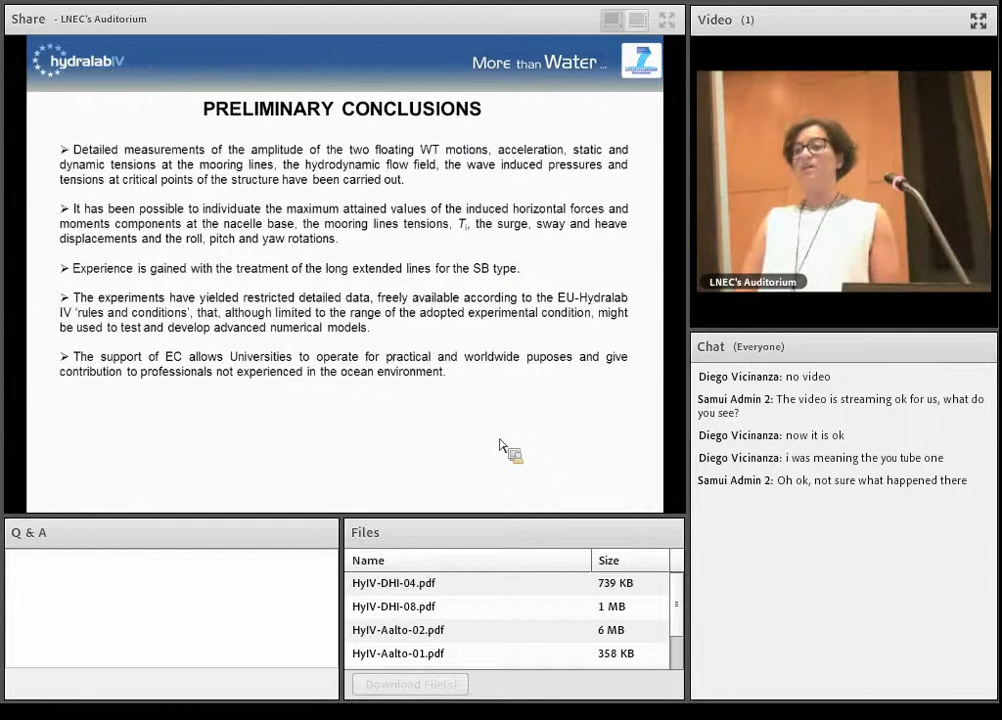 Share - LNEC's Auditorium
hydralabIV
More than Water...
7
PRELIMINARY CONCLUSIONS
➢ Detailed measurements of the amplitude of the two floating WT motions, acceleration, static and
dynamic tensions at the mooring lines, the hydrodynamic flow field, the wave induced pressures and
tensions at critical points of the structure have been carried out.
➢ It has been possible to individuate the maximum attained values of the induced horizontal forces and
moments components at the nacelle base, the mooring lines tensions, Ti, the surge, sway and heave
displacements and the roll, pitch and yaw rotations.
➢ Experience is gained with the treatment of the long extended lines for the SB type.
➢ The experiments have yielded restricted detailed data, freely available according to the EU-Hydralab
IV ‘rules and conditions’, that, although limited to the range of the adopted experimental condition, might
be used to test and develop advanced numerical models.
➢ The support of EC allows Universities to operate for practical and worldwide puposes and give
contribution to professionals not experienced in the ocean environment.
Video (1)
LNEC's Auditorium
Chat (Everyone)
Diego Vicinanza: no video
Samui Admin 2: The video is streaming ok for us, what do
you see?
Diego Vicinanza: now it is ok
Diego Vicinanza: i was meaning the you tube one
Samui Admin 2: Oh ok, not sure what happened there
Q & A
Files
Name Size
HyIV-DHI-04.pdf 739 KB
HyIV-DHI-08.pdf 1 MB
HyIV-Aalto-02.pdf 6 MB
HyIV-Aalto-01.pdf 358 KB
Download File(s)